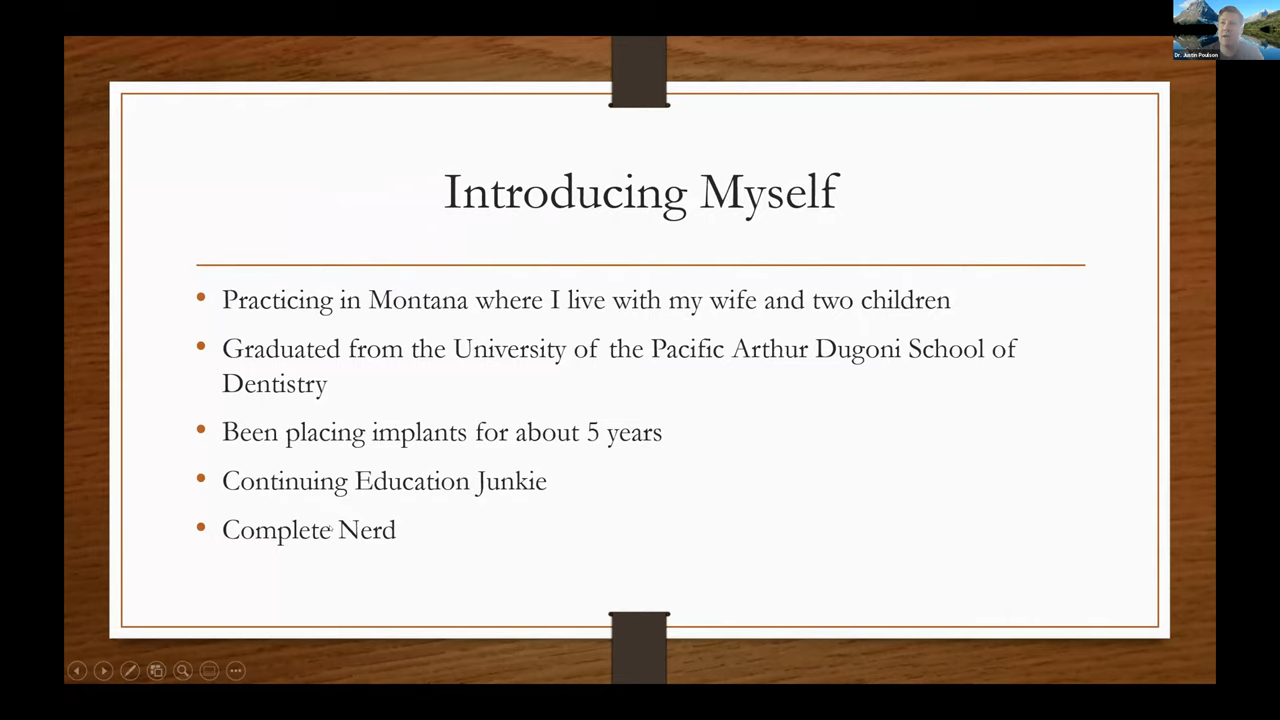 Dr. Justin Poulson
Introducing Myself
• Practicing in Montana where I live with my wife and two children
• Graduated from the University of the Pacific Arthur Dugoni School of
Dentistry
• Been placing implants for about 5 years
• Continuing Education Junkie
• Complete Nerd